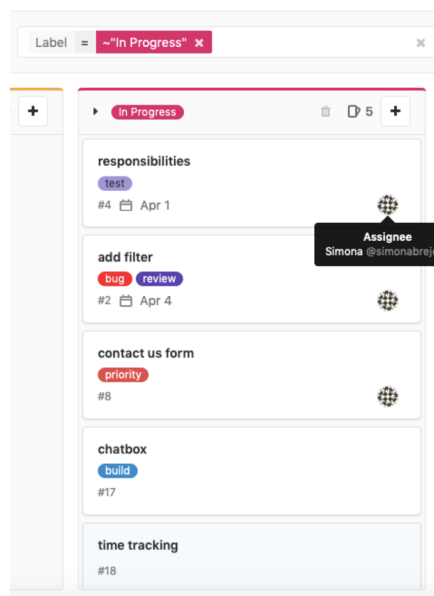 Label = ~"In Progress" ×
In Progress 5 +
responsibilities
test
#4 Apr 1
Assignee
Simona @simonabrej
add filter
bug review
#2 Apr 4
contact us form
priority
#8
chatbox
build
#17
time tracking
#18